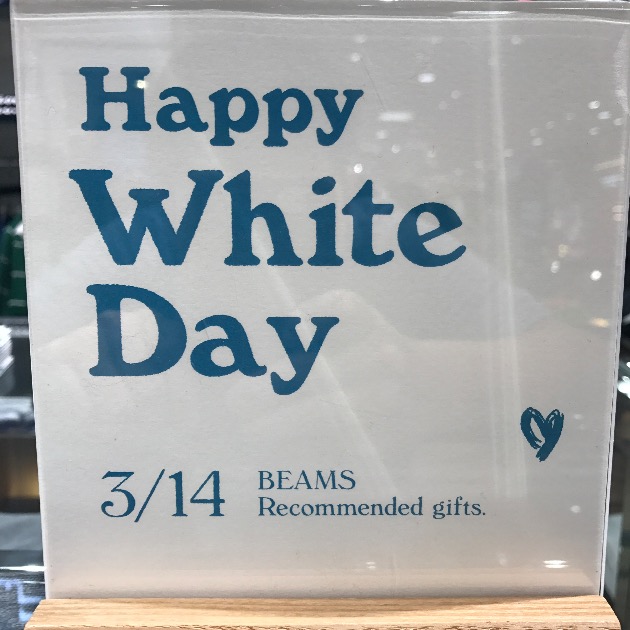 Happy
White
Day
3/14
BEAMS
Recommended gifts.